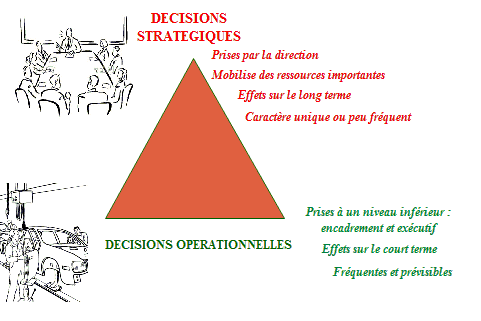 DECISIONS
STRATEGIQUES
Prises par la direction
Mobilise des ressources importantes
Effets sur le long terme
Caractère unique ou peu fréquent
Prises à un niveau inférieur :
encadrement et exécutif
DECISIONS OPERATIONNELLES
Effets sur le court terme
Fréquentes et prévisibles